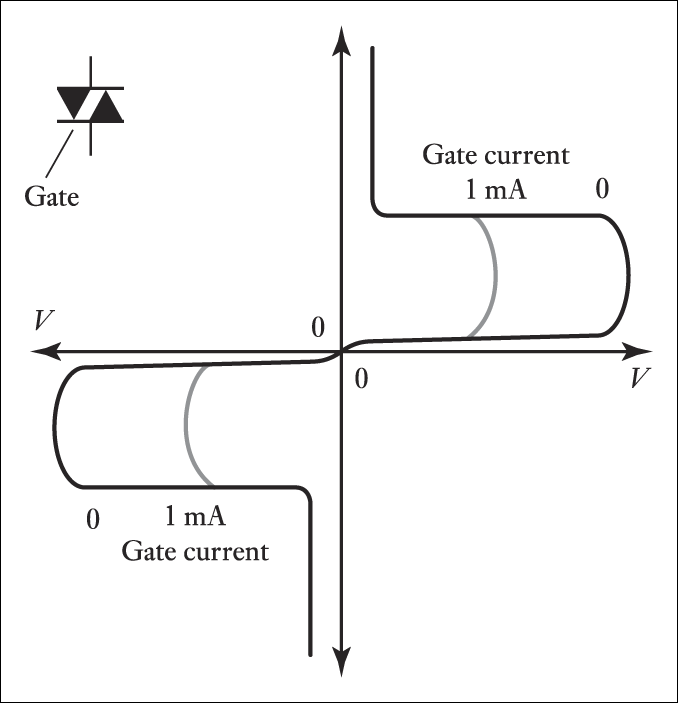 Gate current
1 mA 0
Gate
V
0
0
V
0 1 mA
Gate current